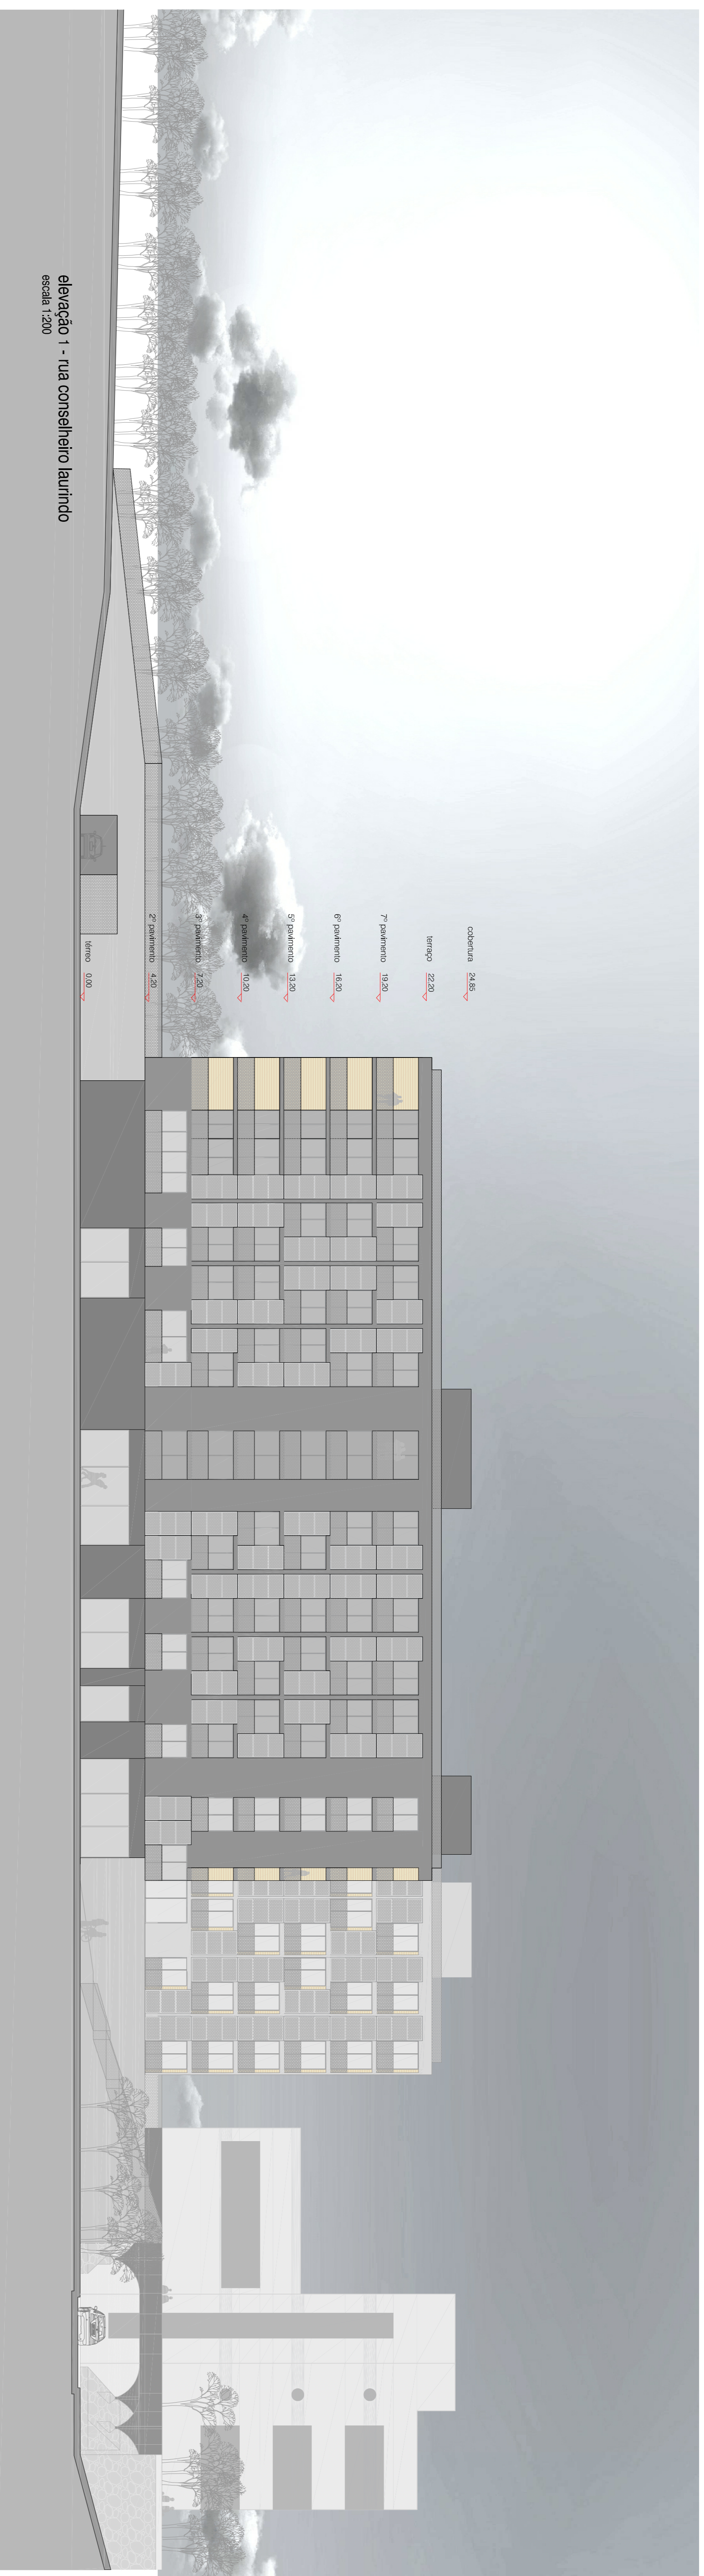 cobertura 24.85
terraço 22.20
7º pavimento 19.20
6º pavimento 16.20
5º pavimento 13.20
4º pavimento 10.20
3º pavimento 7.20
2º pavimento 4.20
térreo 0.00
elevação 1 - rua conselheiro laurindo
escala 1:200